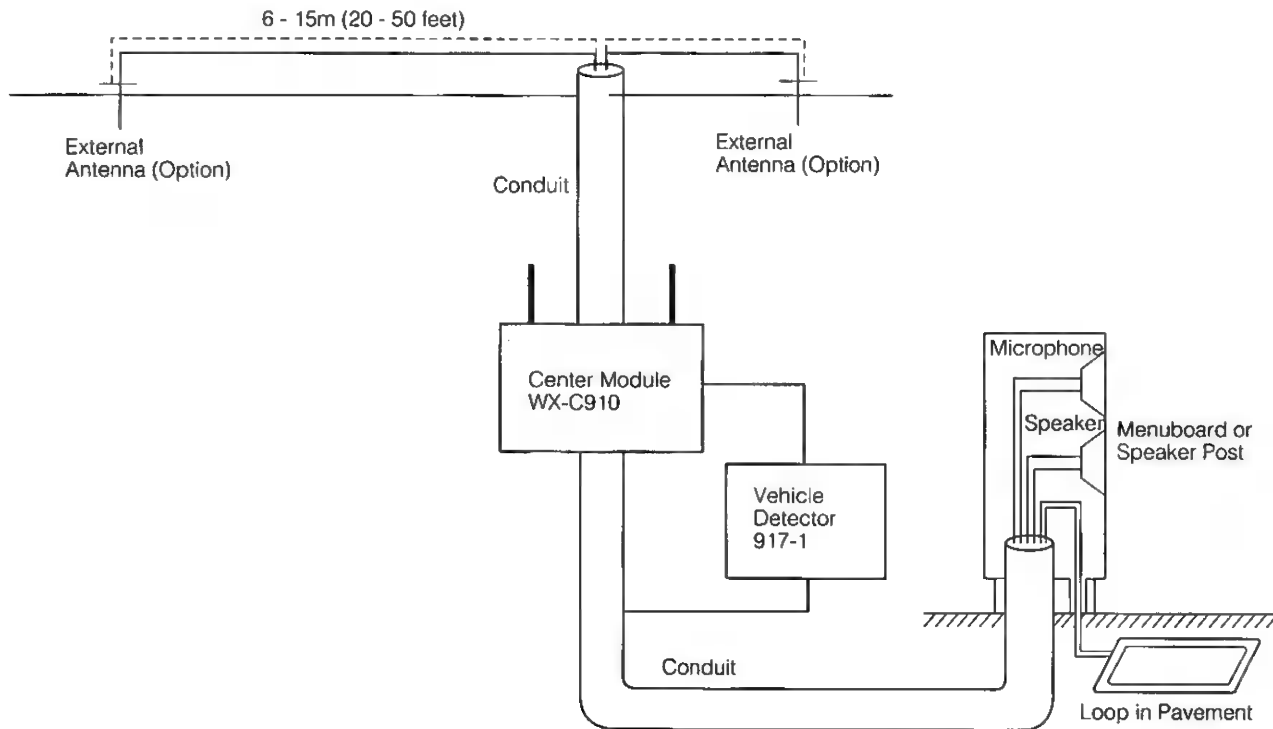 6 - 15m (20 - 50 feet)
External
Antenna (Option)
External
Antenna (Option)
Conduit
Center Module
WX-C910
Vehicle
Detector
917-1
Microphone
Speaker
Menuboard or
Speaker Post
Conduit
Loop in Pavement